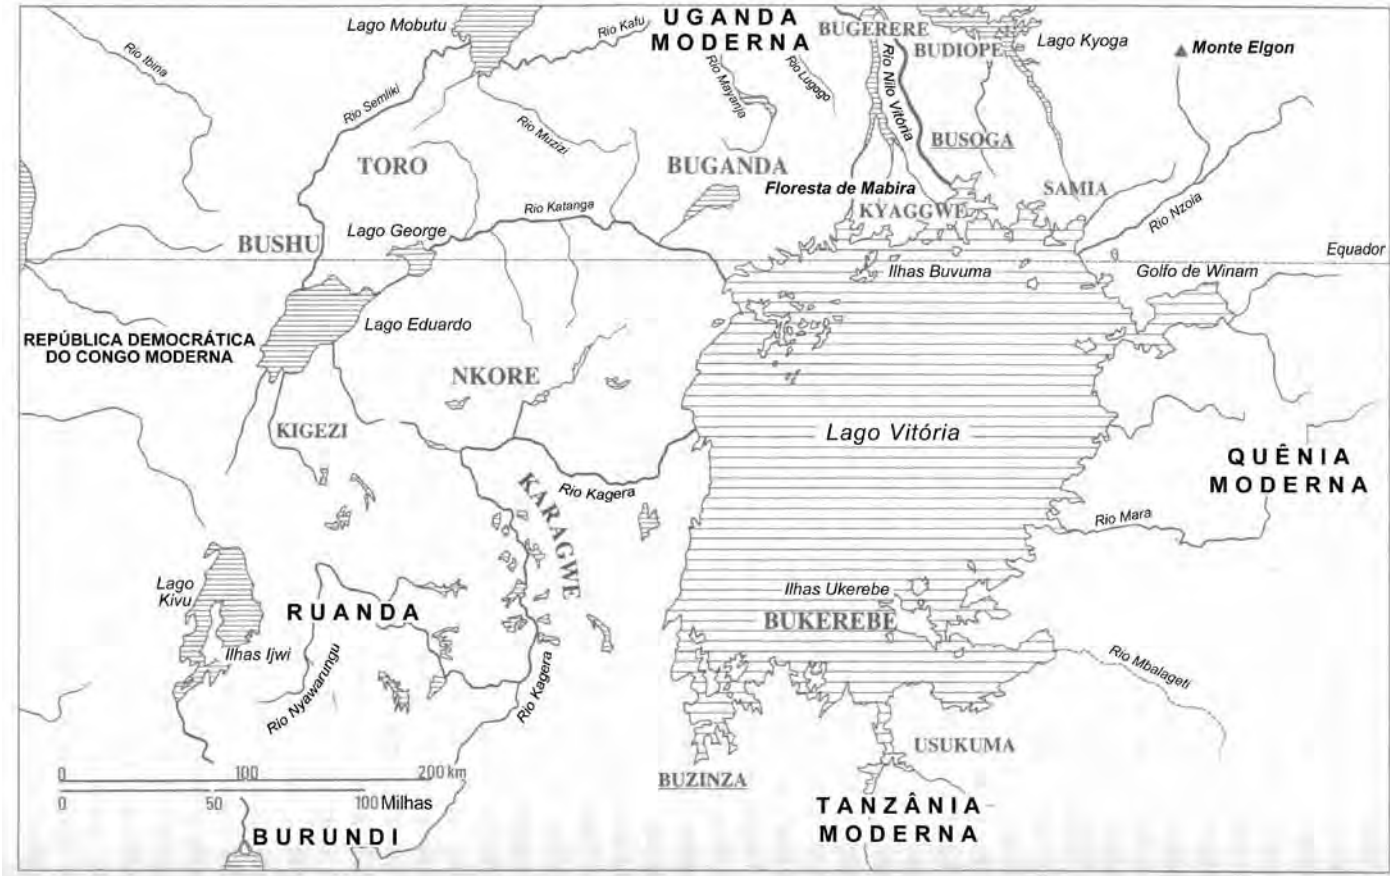 Lago Mobutu
UGANDA
MODERNA
Rio Kafu
BUGERERE
BUDIOPE
Lago Kyoga
Monte Elgon
Rio Ibina
Rio Semliki
Rio Mayanja
Rio Lugogo
Rio Nilo Vitória
Rio Muzizi
BUSOGA
TORO
BUGANDA
Floresta de Mabira
SAMIA
KYAGGWE
Rio Katanga
Rio Nzoia
BUSHU
Lago George
Equador
Ilhas Buvuma
Golfo de Winam
REPÚBLICA DEMOCRÁTICA
DO CONGO MODERNA
Lago Eduardo
NKORE
KIGEZI
Lago Vitória
QUÊNIA
MODERNA
Rio Kagera
KARAGWE
Rio Mara
Lago
Kivu
RUANDA
Ilhas Ukerebe
BUKEREBE
Ilhas Ijwi
Rio Nyawarungu
Rio Kagera
Rio Mbalageti
USUKUMA
BUZINZA
0 100 200 km
0 50 100 Milhas
TANZÂNIA
MODERNA
BURUNDI